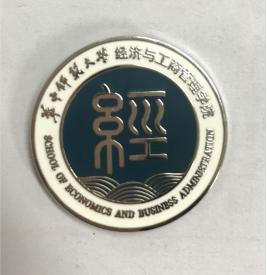 華中师范大学 经济与工商管理学院
經
SCHOOL OF ECONOMICS AND BUSINESS ADMINISTRATION